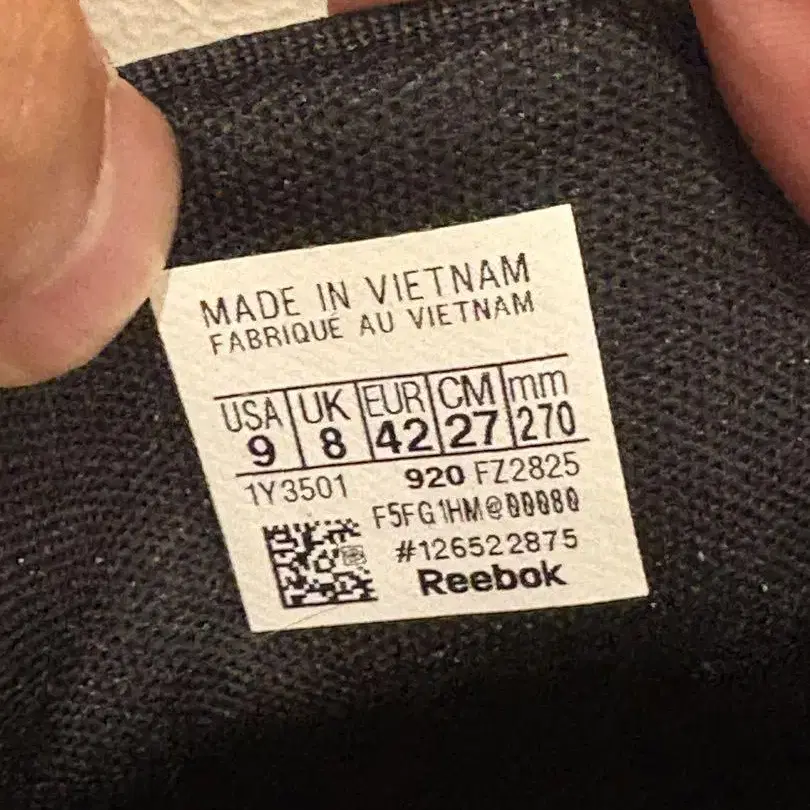 MADE IN VIETNAM
FABRIQUÉ AU VIETNAM
USA UK EUR CM mm
9 8 42 27 270
1Y3501 920 FZ2825
F5FG1HM@00080
#126522875
Reebok